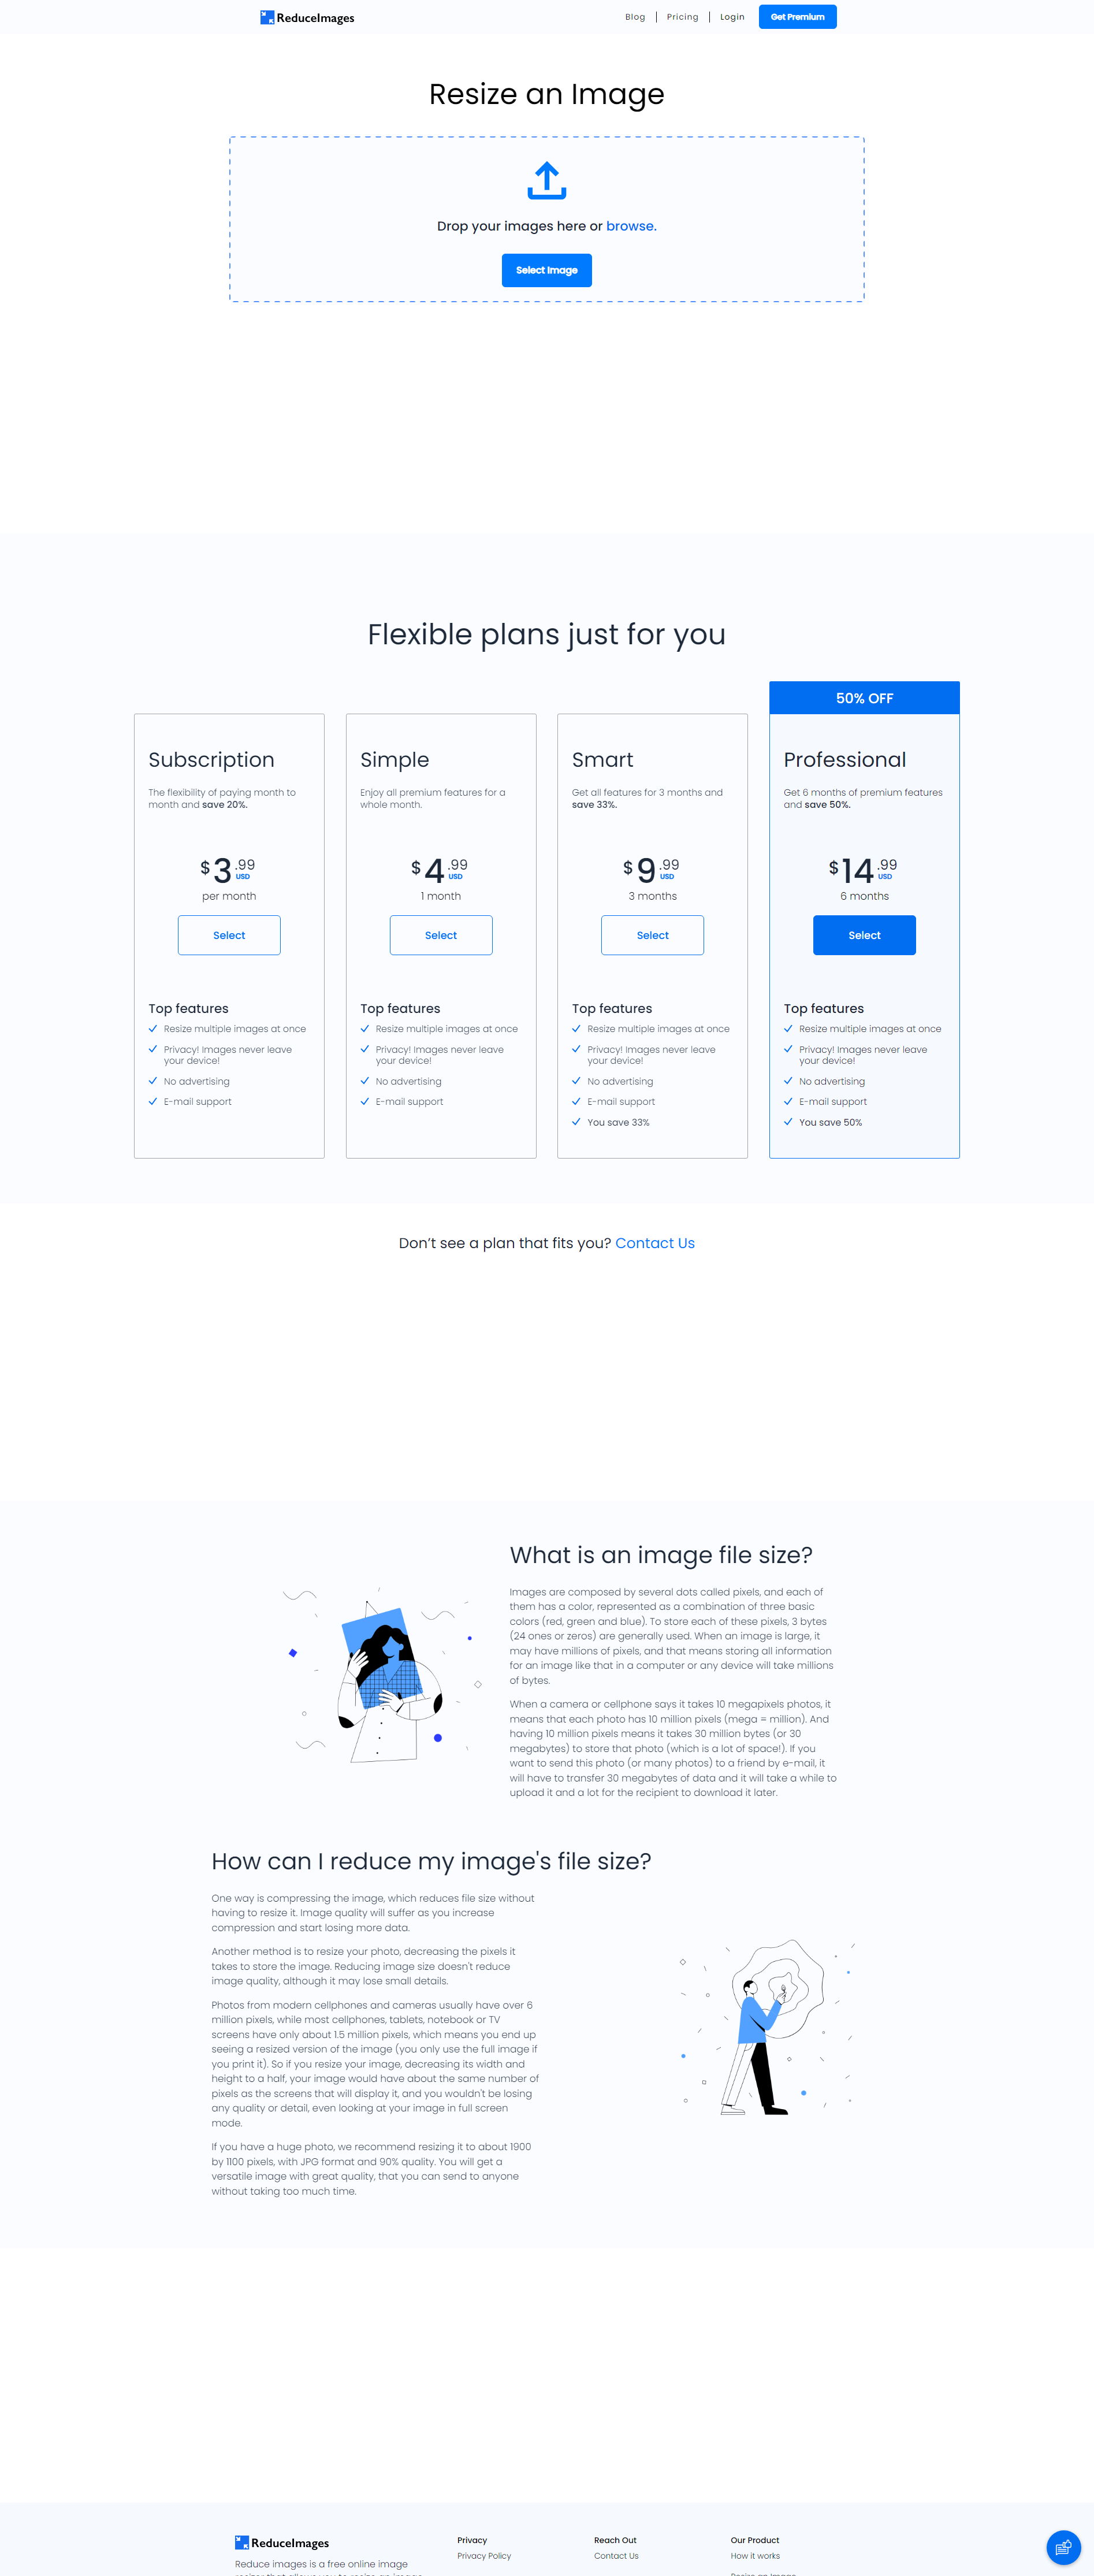 ReduceImages
Blog
Pricing
Login
Get Premium
Resize an Image
Drop your images here or browse.
Select Image
Flexible plans just for you
50% OFF
Subscription
The flexibility of paying month to
month and save 20%.
$3.99
USD
per month
Select
Top features
Resize multiple images at once
Privacy! Images never leave
your device!
No advertising
E-mail support
Simple
Enjoy all premium features for a
whole month.
$4.99
USD
1 month
Select
Top features
Resize multiple images at once
Privacy! Images never leave
your device!
No advertising
E-mail support
Smart
Get all features for 3 months and
save 33%.
$9.99
USD
3 months
Select
Top features
Resize multiple images at once
Privacy! Images never leave
your device!
No advertising
E-mail support
You save 33%
Professional
Get 6 months of premium features
and save 50%.
$14.99
USD
6 months
Select
Top features
Resize multiple images at once
Privacy! Images never leave
your device!
No advertising
E-mail support
You save 50%
Don’t see a plan that fits you? Contact Us
What is an image file size?
Images are composed by several dots called pixels, and each of
them has a color, represented as a combination of three basic
colors (red, green and blue). To store each of these pixels, 3 bytes
(24 ones or zeros) are generally used. When an image is large, it
may have millions of pixels, and that means storing all information
for an image like that in a computer or any device will take millions
of bytes.
When a camera or cellphone says it takes 10 megapixels photos, it
means that each photo has 10 million pixels (mega = million). And
having 10 million pixels means it takes 30 million bytes (or 30
megabytes) to store that photo (which is a lot of space!). If you
want to send this photo (or many photos) to a friend by e-mail, it
will have to transfer 30 megabytes of data and it will take a while to
upload it and a lot for the recipient to download it later.
How can I reduce my image's file size?
One way is compressing the image, which reduces file size without
having to resize it. Image quality will suffer as you increase
compression and start losing more data.
Another method is to resize your photo, decreasing the pixels it
takes to store the image. Reducing image size doesn't reduce
image quality, although it may lose small details.
Photos from modern cellphones and cameras usually have over 6
million pixels, while most cellphones, tablets, notebook or TV
screens have only about 1.5 million pixels, which means you end up
seeing a resized version of the image (you only use the full image if
you print it). So if you resize your image, decreasing its width and
height to a half, your image would have about the same number of
pixels as the screens that will display it, and you wouldn't be losing
any quality or detail, even looking at your image in full screen
mode.
If you have a huge photo, we recommend resizing it to about 1900
by 1100 pixels, with JPG format and 90% quality. You will get a
versatile image with great quality, that you can send to anyone
without taking too much time.
ReduceImages
Reduce images is a free online image
Privacy
Privacy Policy
Reach Out
Contact Us
Our Product
How it works